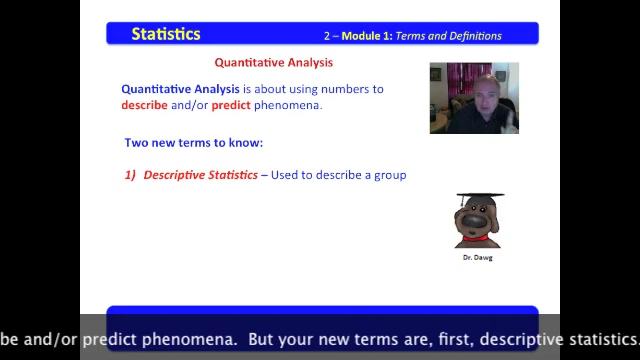 Statistics
2 – Module 1: Terms and Definitions
Quantitative Analysis
Quantitative Analysis is about using numbers to
describe and/or predict phenomena.
Two new terms to know:
1) Descriptive Statistics – Used to describe a group
Dr. Dawg
be and/or predict phenomena.  But your new terms are, first, descriptive statistics.